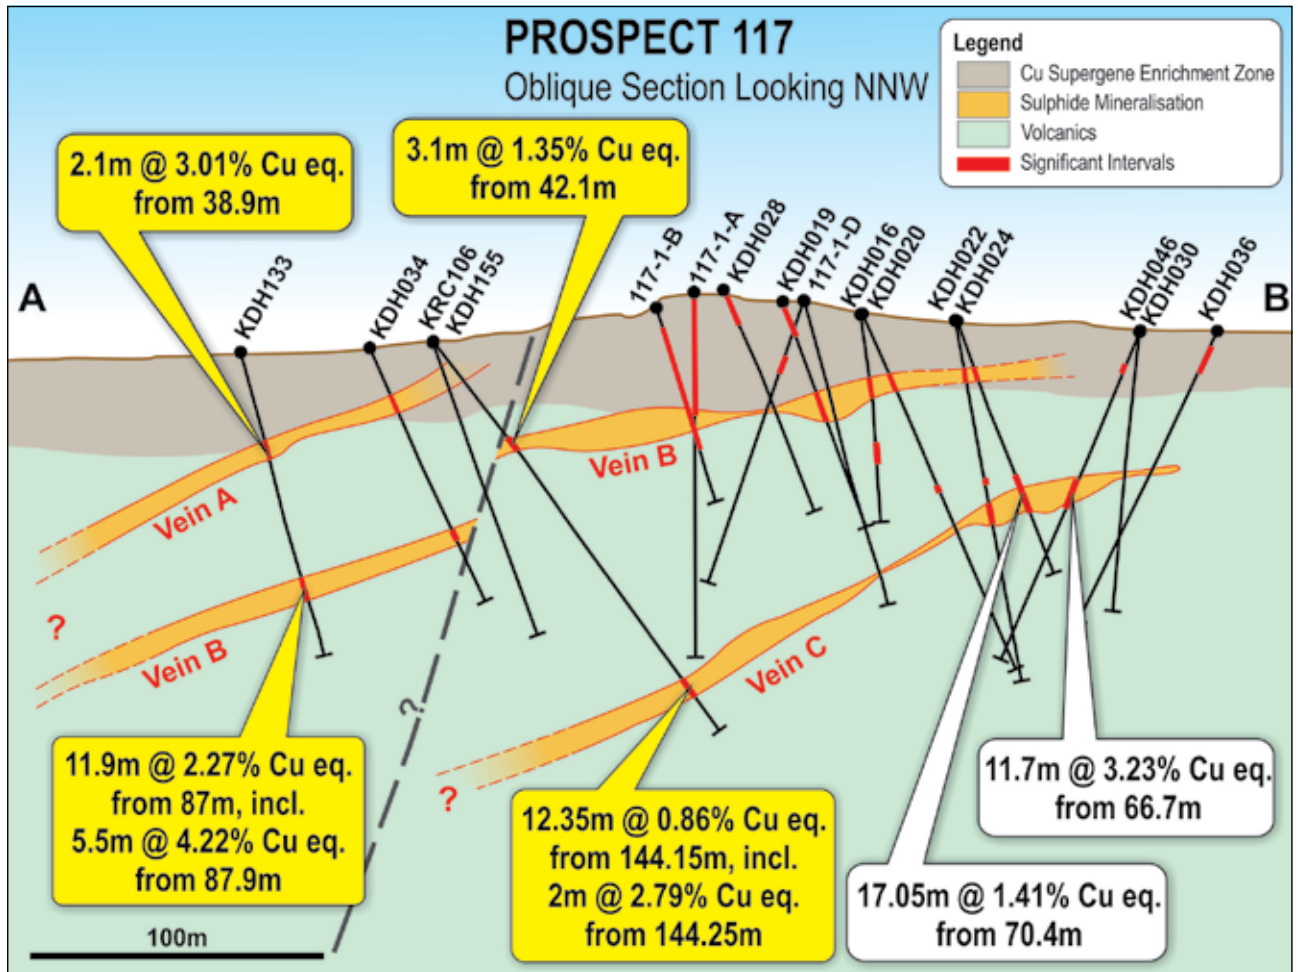 PROSPECT 117
Oblique Section Looking NNW
Legend
Cu Supergene Enrichment Zone
Sulphide Mineralisation
Volcanics
Significant Intervals
2.1m @ 3.01% Cu eq.
from 38.9m
3.1m @ 1.35% Cu eq.
from 42.1m
A
B
KDH133
KDH034
KRC106
KDH155
117-1-B
117-1-A
KDH028
KDH019
117-1-D
KDH016
KDH020
KDH022
KDH024
KDH046
KDH030
KDH036
Vein A
Vein B
?
Vein B
Vein C
?
?
11.9m @ 2.27% Cu eq.
from 87m, incl.
5.5m @ 4.22% Cu eq.
from 87.9m
12.35m @ 0.86% Cu eq.
from 144.15m, incl.
2m @ 2.79% Cu eq.
from 144.25m
11.7m @ 3.23% Cu eq.
from 66.7m
17.05m @ 1.41% Cu eq.
from 70.4m
100m